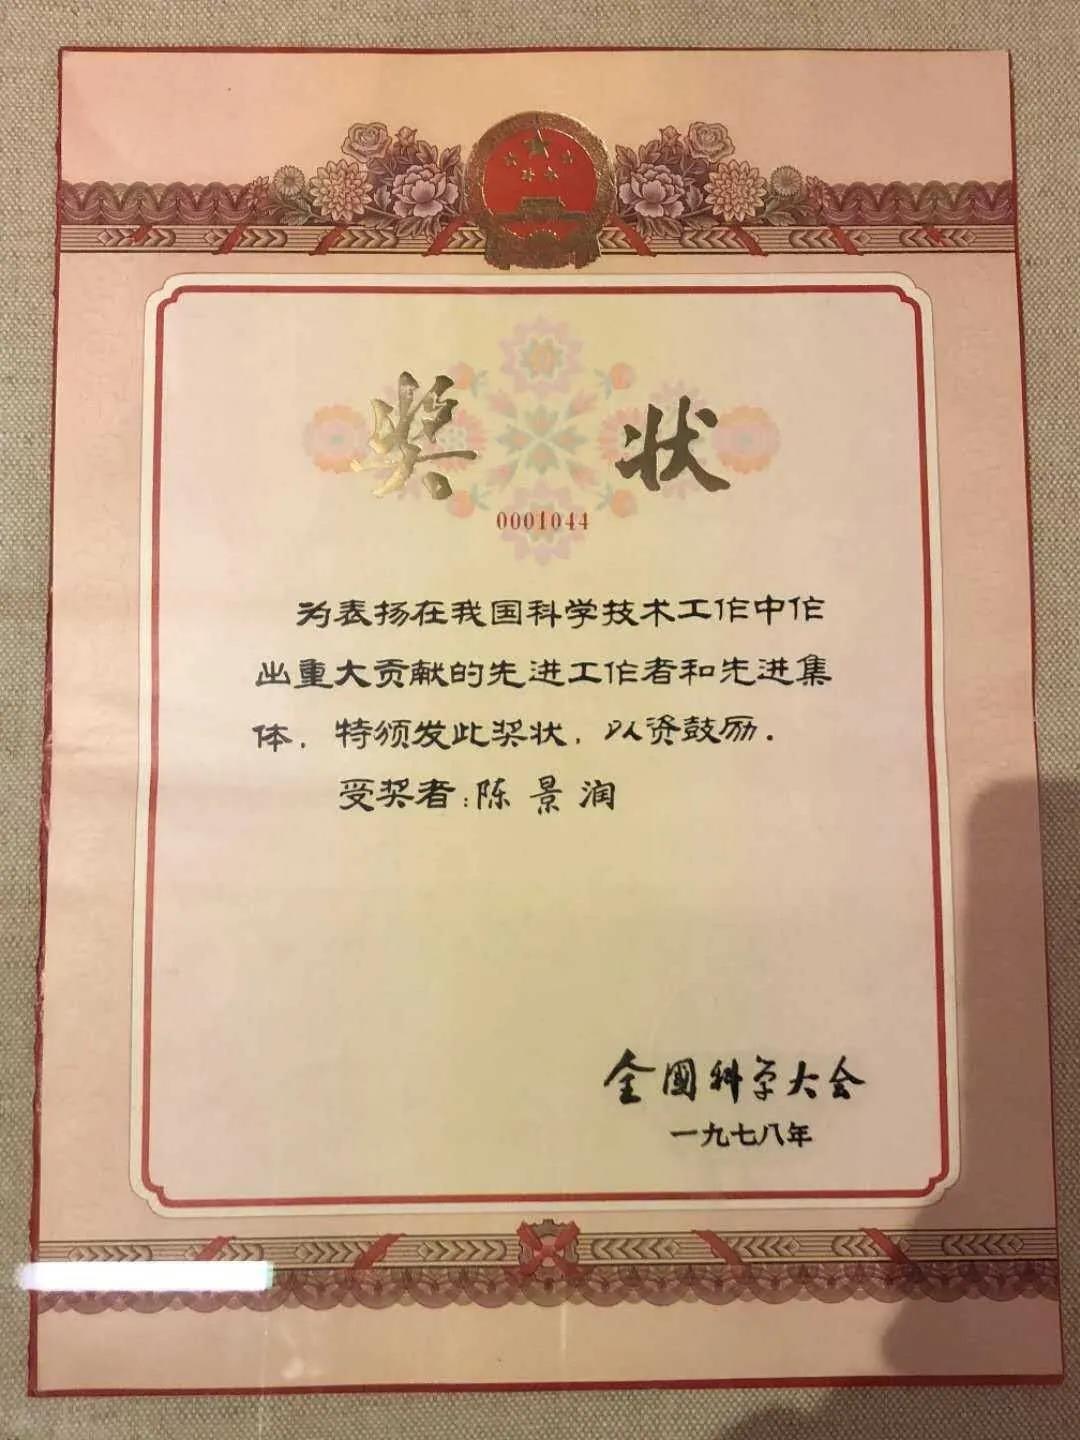 奖 状
0001044
为表扬在我国科学技术工作中作
出重大贡献的先进工作者和先进集
体，特颁发此奖状，以资鼓励．
受奖者：陈景润
全國科学大会
一九七八年